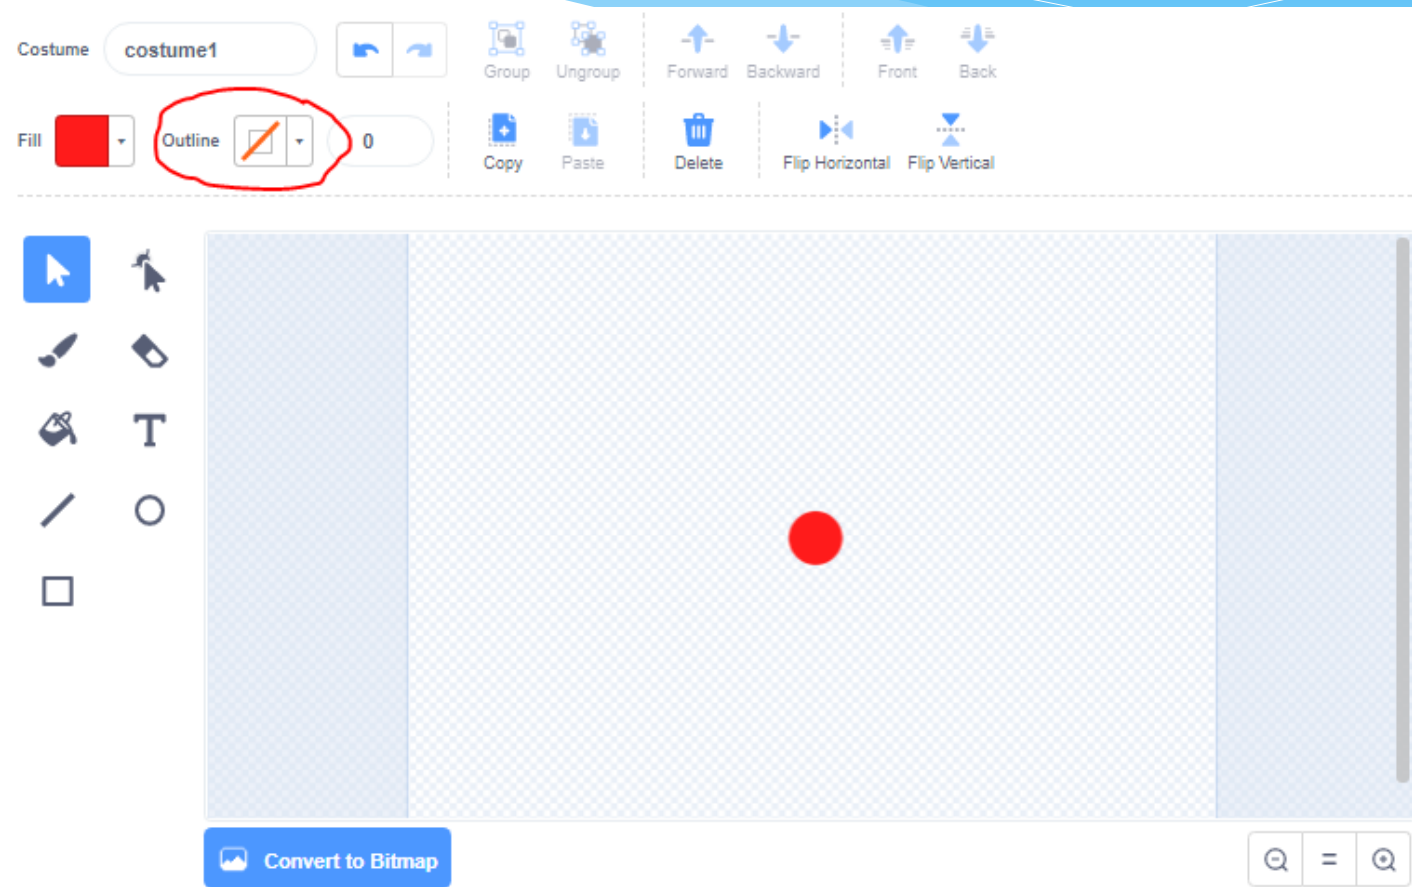 Costume costume1
Group Ungroup Forward Backward Front Back
Fill Outline 0
Copy Paste Delete Flip Horizontal Flip Vertical
T
Convert to Bitmap
=